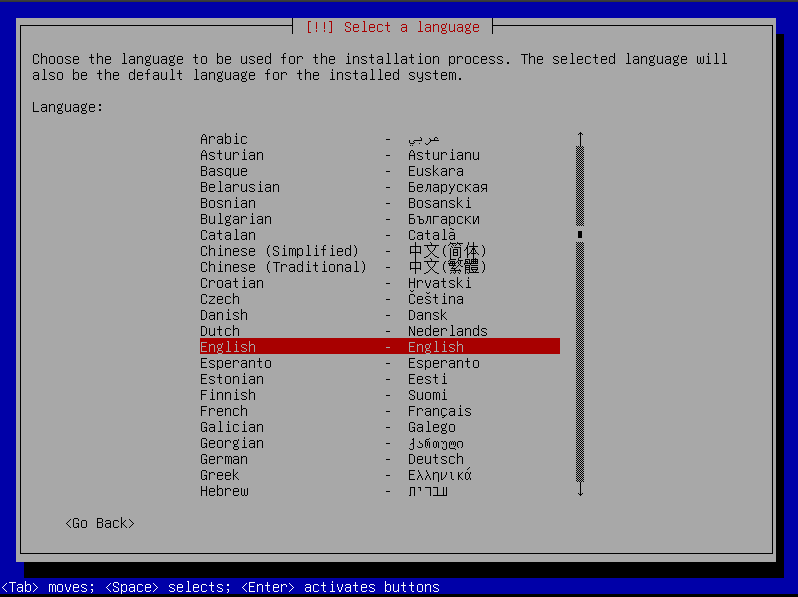 [!!] Select a language
Choose the language to be used for the installation process. The selected language will
also be the default language for the installed system.
Language:
Arabic - عربي
Asturian - Asturianu
Basque - Euskara
Belarusian - Беларуская
Bosnian - Bosanski
Bulgarian - Български
Catalan - Català
Chinese (Simplified) - 中文(简体)
Chinese (Traditional) - 中文(繁體)
Croatian - Hrvatski
Czech - Čeština
Danish - Dansk
Dutch - Nederlands
English - English
Esperanto - Esperanto
Estonian - Eesti
Finnish - Suomi
French - Français
Galician - Galego
Georgian - ქართული
German - Deutsch
Greek - Ελληνικά
Hebrew - עברית
<Go Back>
<Tab> moves; <Space> selects; <Enter> activates buttons